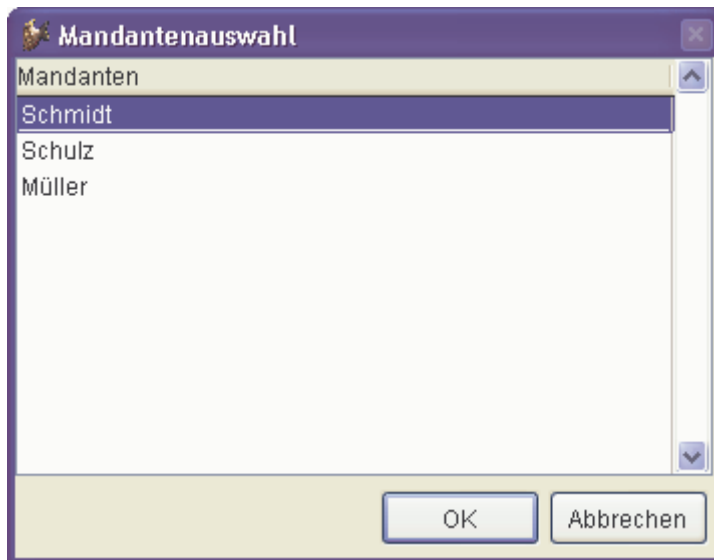 Mandantenauswahl
Mandanten
Schmidt
Schulz
Müller
OK Abbrechen